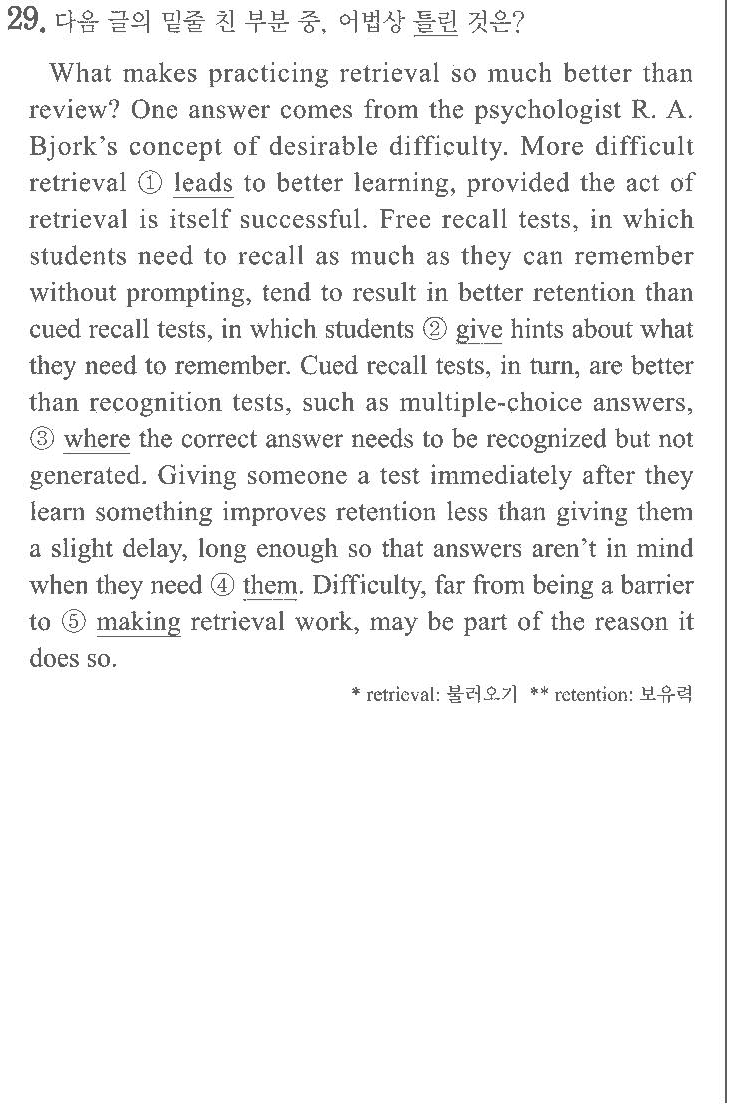 29. 다음 글의 밑줄 친 부분 중, 어법상 틀린 것은?
What makes practicing retrieval so much better than
review? One answer comes from the psychologist R. A.
Bjork’s concept of desirable difficulty. More difficult
retrieval ① leads to better learning, provided the act of
retrieval is itself successful. Free recall tests, in which
students need to recall as much as they can remember
without prompting, tend to result in better retention than
cued recall tests, in which students ② give hints about what
they need to remember. Cued recall tests, in turn, are better
than recognition tests, such as multiple-choice answers,
③ where the correct answer needs to be recognized but not
generated. Giving someone a test immediately after they
learn something improves retention less than giving them
a slight delay, long enough so that answers aren’t in mind
when they need ④ them. Difficulty, far from being a barrier
to ⑤ making retrieval work, may be part of the reason it
does so.
* retrieval: 불러오기 ** retention: 보유력